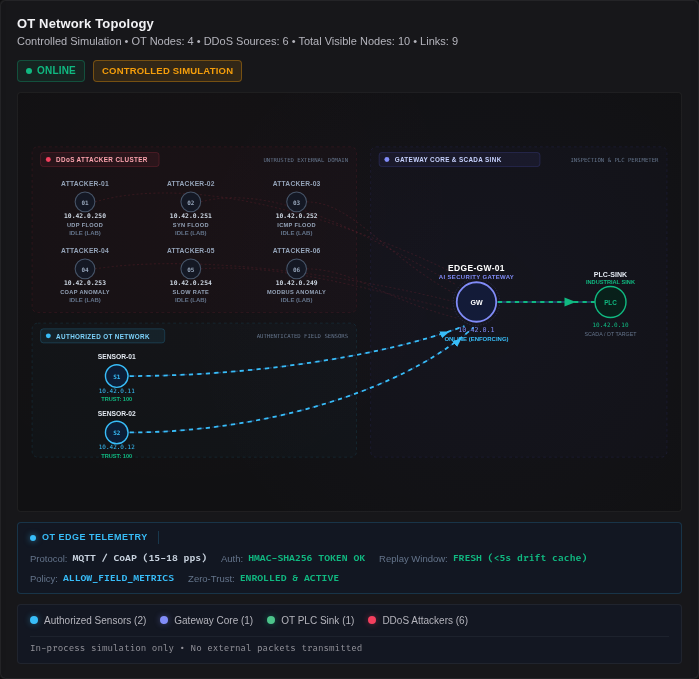 OT Network Topology
Controlled Simulation • OT Nodes: 4 • DDoS Sources: 6 • Total Visible Nodes: 10 • Links: 9
ONLINE
CONTROLLED SIMULATION
DDoS ATTACKER CLUSTER
UNTRUSTED EXTERNAL DOMAIN
ATTACKER-01 ATTACKER-02 ATTACKER-03
01 02 03
10.42.0.250 10.42.0.251 10.42.0.252
UDP FLOOD SYN FLOOD ICMP FLOOD
IDLE (LAB) IDLE (LAB) IDLE (LAB)
ATTACKER-04 ATTACKER-05 ATTACKER-06
04 05 06
10.42.0.253 10.42.0.254 10.42.0.249
COAP ANOMALY SLOW RATE MODBUS ANOMALY
IDLE (LAB) IDLE (LAB) IDLE (LAB)
AUTHORIZED OT NETWORK
AUTHENTICATED FIELD SENSORS
SENSOR-01
S1
10.42.0.11
TRUST: 100
SENSOR-02
S2
10.42.0.12
TRUST: 100
GATEWAY CORE & SCADA SINK
INSPECTION & PLC PERIMETER
EDGE-GW-01
AI SECURITY GATEWAY
GW
10.42.0.1
ONLINE (ENFORCING)
PLC-SINK
INDUSTRIAL SINK
PLC
10.42.0.10
SCADA / OT TARGET
OT EDGE TELEMETRY
Protocol: MQTT / CoAP (15–18 pps) Auth: HMAC-SHA256 TOKEN OK Replay Window: FRESH (<5s drift cache)
Policy: ALLOW_FIELD_METRICS Zero-Trust: ENROLLED & ACTIVE
Authorized Sensors (2) Gateway Core (1) OT PLC Sink (1) DDoS Attackers (6)
In-process simulation only • No external packets transmitted